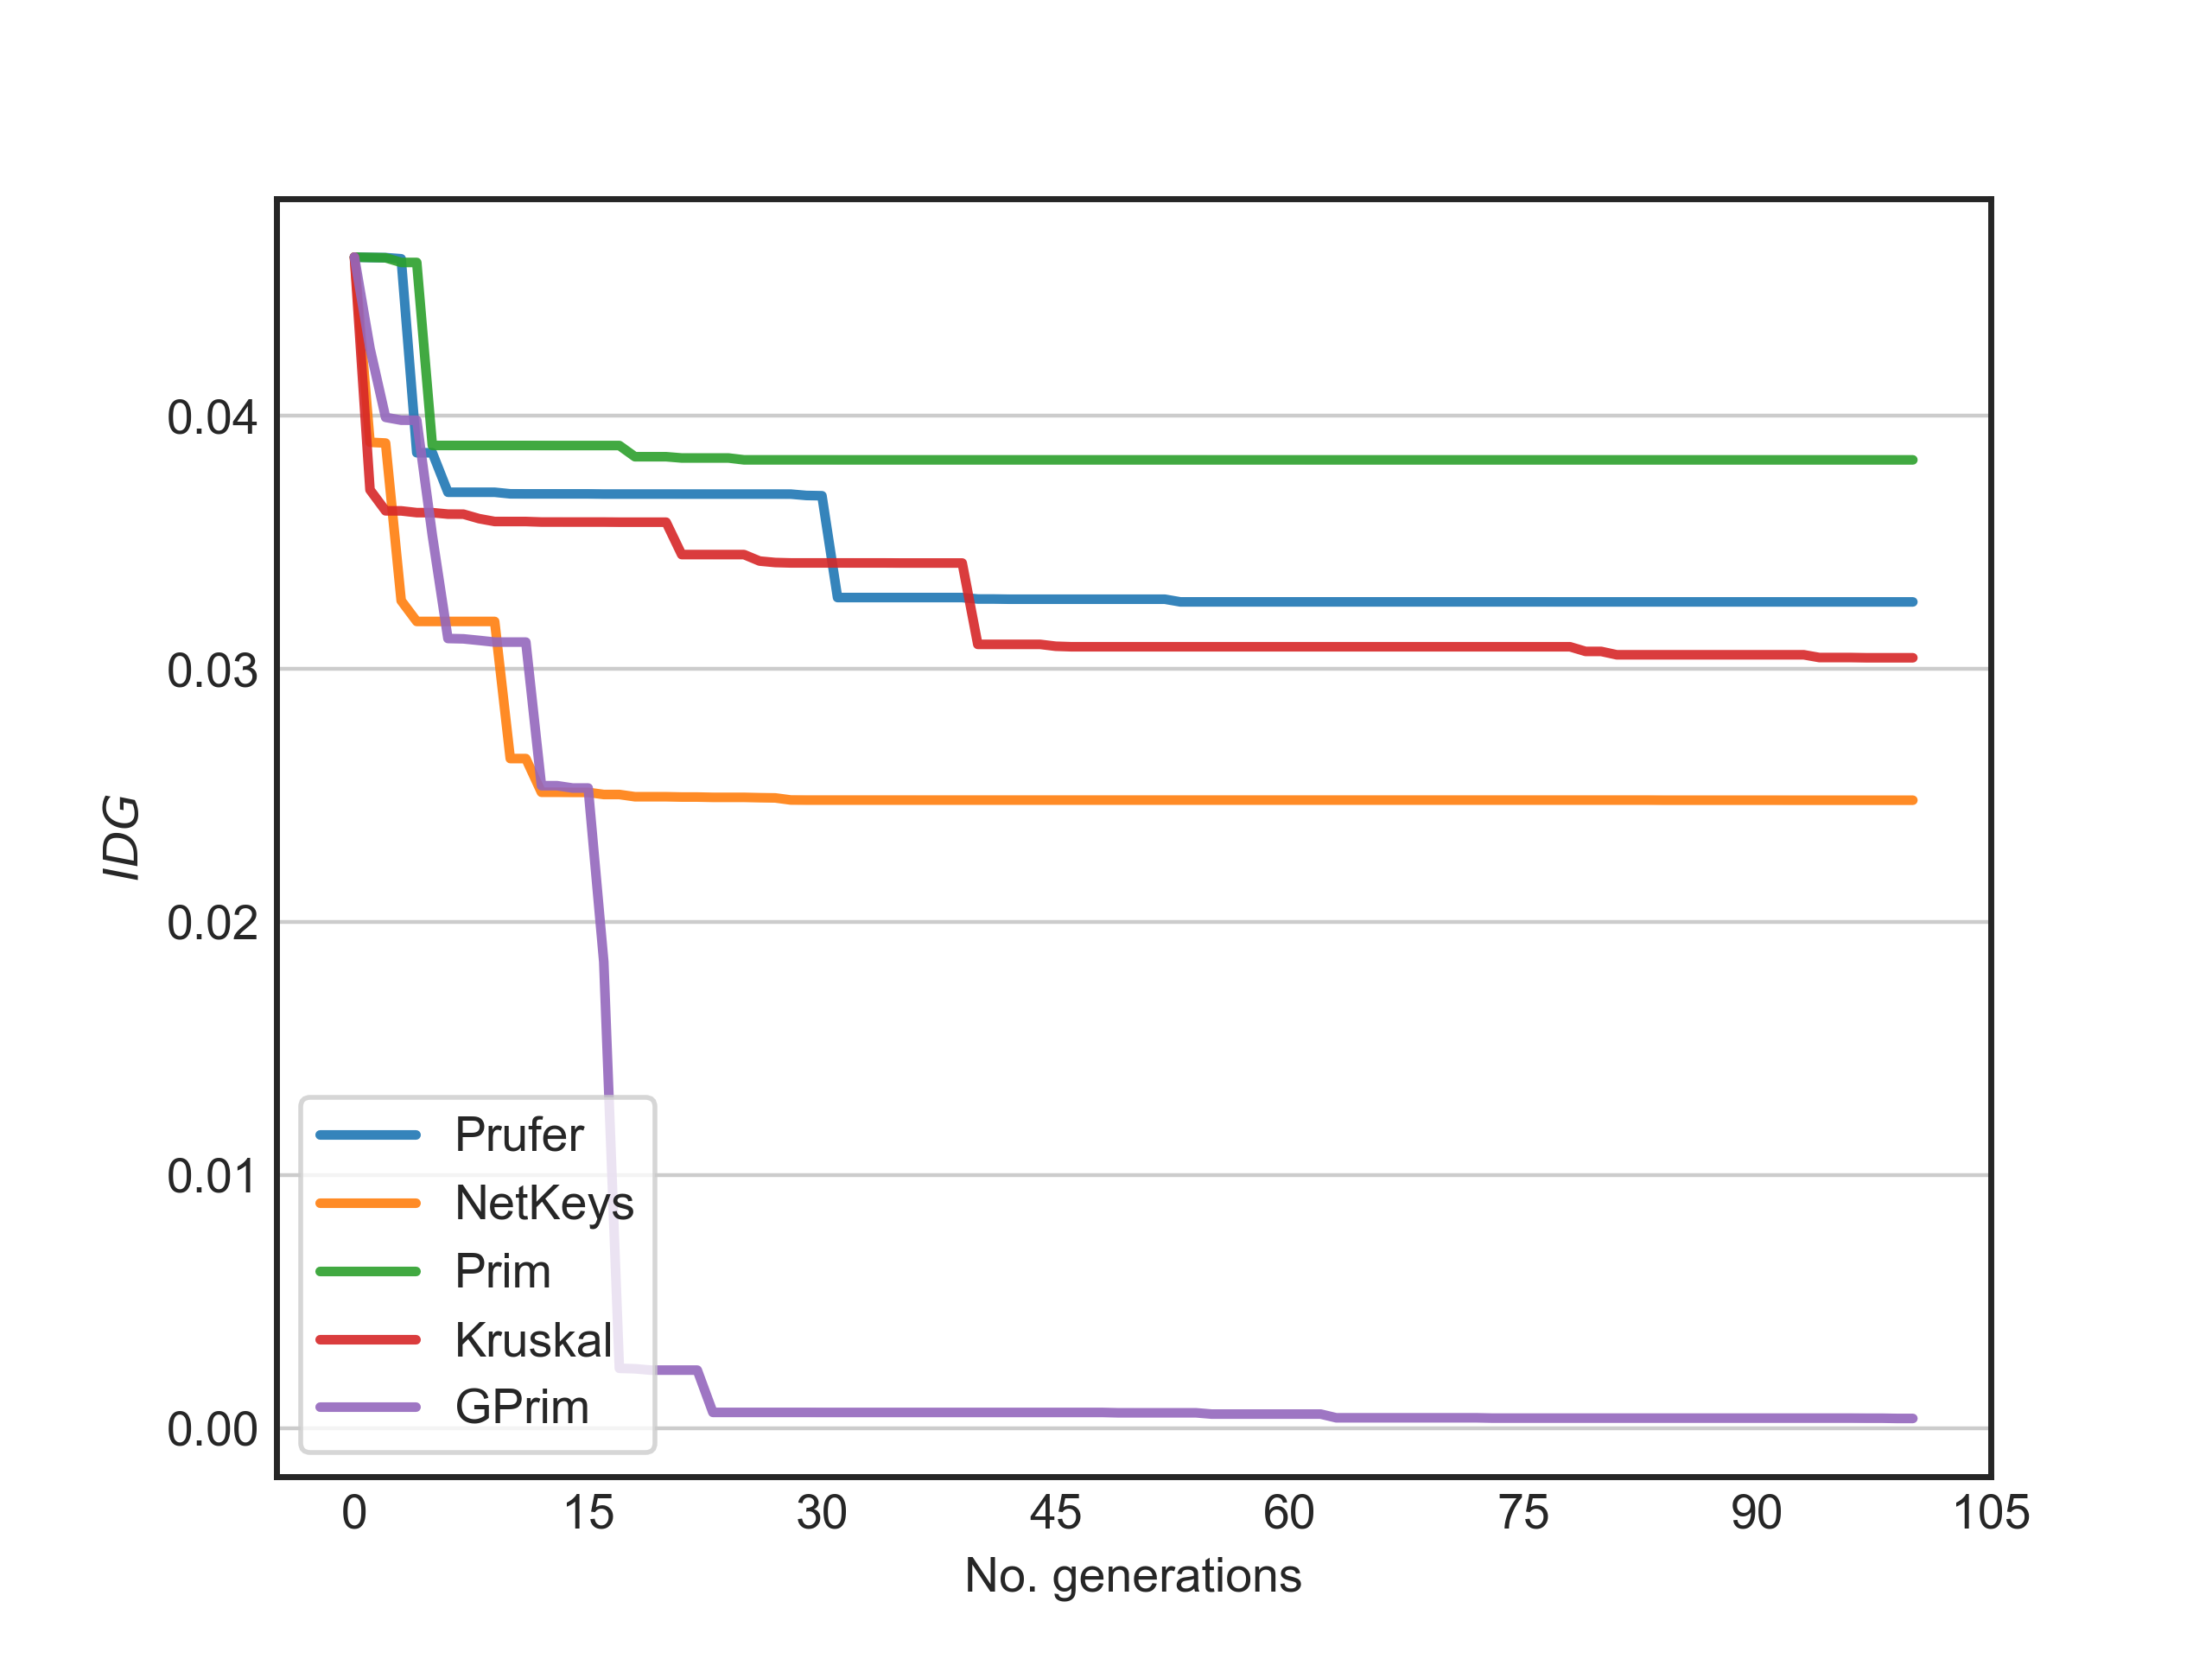 0.04
0.03
0.02
0.01
0.00
IDG
Prufer
NetKeys
Prim
Kruskal
GPrim
0 15 30 45 60 75 90 105
No. generations